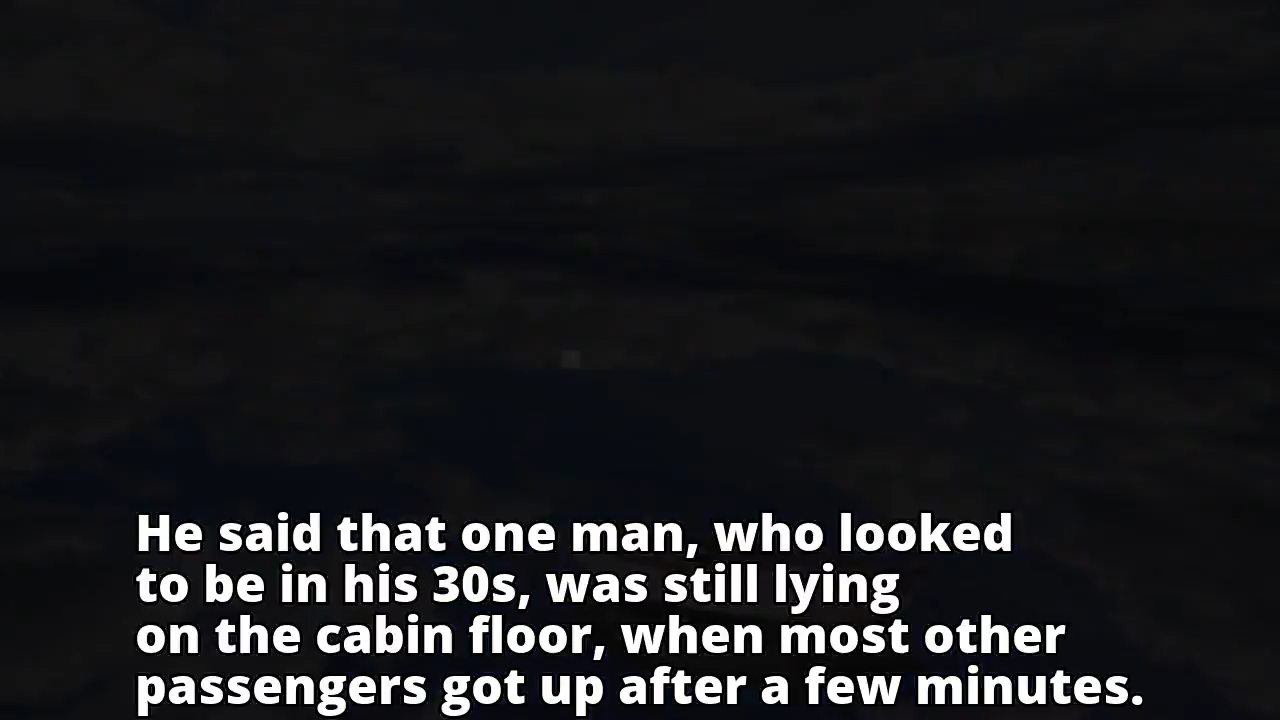 He said that one man, who looked
to be in his 30s, was still lying
on the cabin floor, when most other
passengers got up after a few minutes.